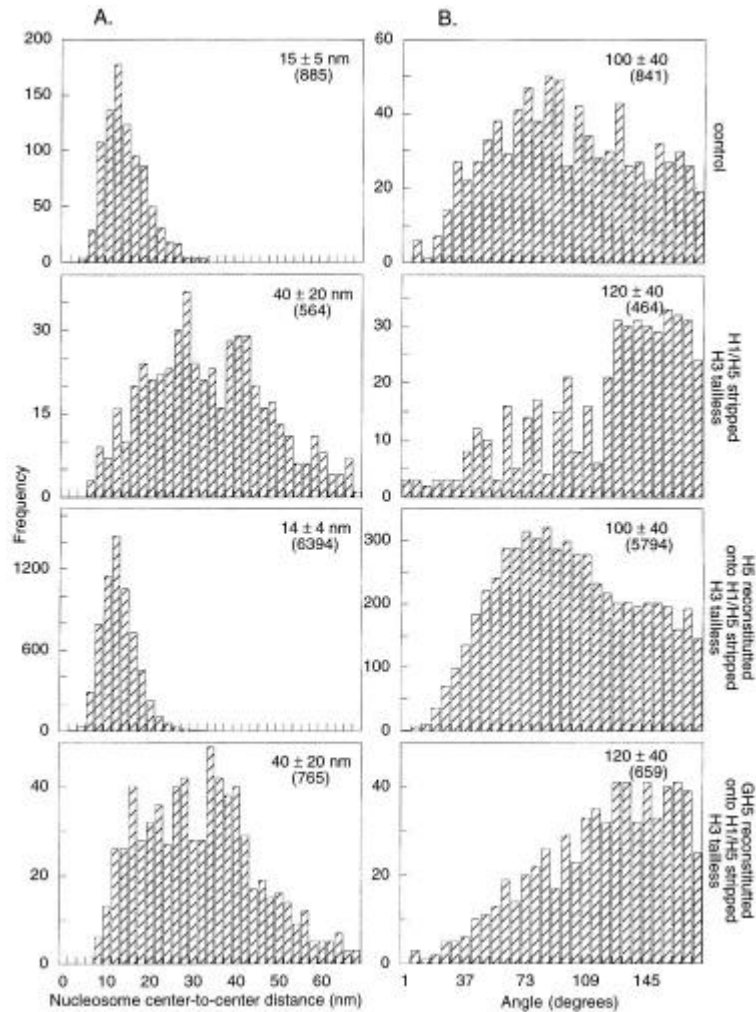 A.
B.
200
150
100
50
0
15 ± 5 nm
(885)
60
40
20
0
100 ± 40
(841)
control
30
15
0
40 ± 20 nm
(564)
30
20
10
0
120 ± 40
(464)
H1/H5 stripped
H3 tailless
Frequency
1200
600
0
14 ± 4 nm
(6394)
300
200
100
0
100 ± 40
(5794)
H5 reconstitutted
onto H1/H5 stripped
H3 tailless
40
20
0
40 ± 20 nm
(765)
40
30
20
10
0
120 ± 40
(659)
GH5 reconstitutted
onto H1/H5 stripped
H3 tailless
0 10 20 30 40 50 60
Nucleosome center-to-center distance (nm)
1 37 73 109 145
Angle (degrees)